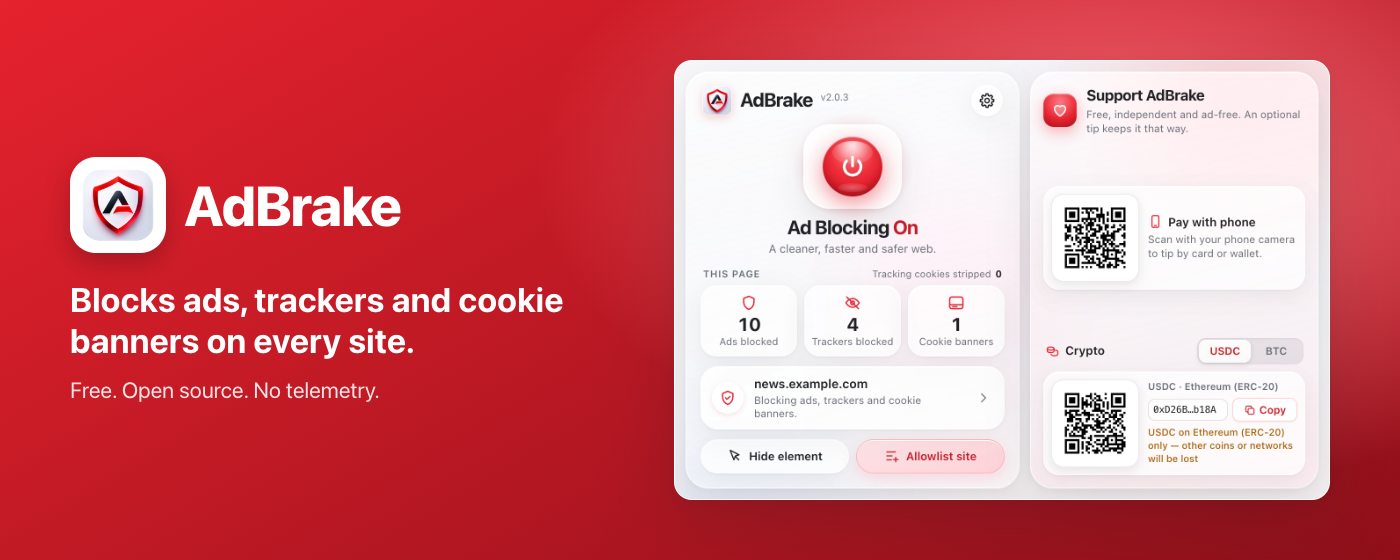 AdBrake
Blocks ads, trackers and cookie
banners on every site.
Free. Open source. No telemetry.
AdBrake v2.0.3
Ad Blocking On
A cleaner, faster and safer web.
THIS PAGE
Tracking cookies stripped 0
10
Ads blocked
4
Trackers blocked
1
Cookie banners
news.example.com
Blocking ads, trackers and cookie
banners.
Hide element
Allowlist site
Support AdBrake
Free, independent and ad-free. An optional
tip keeps it that way.
Pay with phone
Scan with your phone camera
to tip by card or wallet.
Crypto
USDC
BTC
USDC · Ethereum (ERC-20)
0xD26B…b18A
Copy
USDC on Ethereum (ERC-20)
only — other coins or networks
will be lost